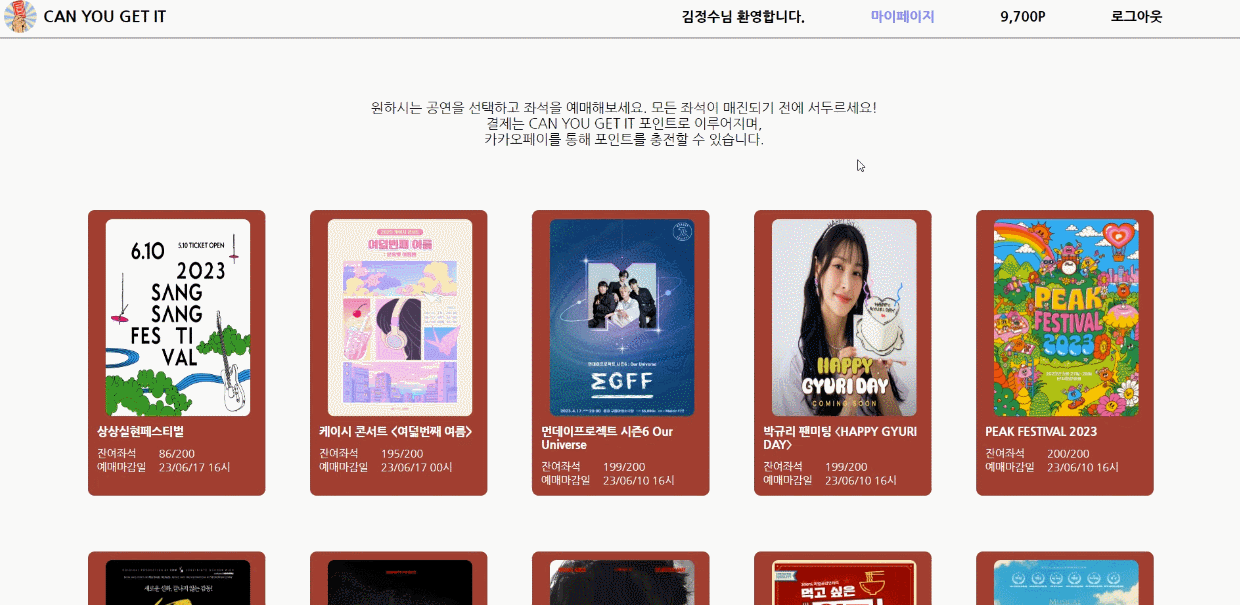 CAN YOU GET IT
김정수님 환영합니다.
마이페이지
9,700P
로그아웃
원하시는 공연을 선택하고 좌석을 예매해보세요. 모든 좌석이 매진되기 전에 서두르세요!
결제는 CAN YOU GET IT 포인트로 이루어지며,
카카오페이를 통해 포인트를 충전할 수 있습니다.
6.10
5.10 TICKET OPEN
2023
SANG
SANG
FES TI
VAL
상상실현페스티벌
잔여좌석 86/200
예매마감일 23/06/17 16시
여덟번째 여름
케이시 콘서트 <여덟번째 여름>
잔여좌석 195/200
예매마감일 23/06/17 00시
먼데이프로젝트 시즌6 Our Universe
ΣGFF
먼데이프로젝트 시즌6 Our
Universe
잔여좌석 199/200
예매마감일 23/06/10 16시
HAPPY
GYURI DAY
COMING SOON
박규리 팬미팅 <HAPPY GYURI
DAY>
잔여좌석 199/200
예매마감일 23/06/10 16시
PEAK
FESTIVAL
2023
PEAK FESTIVAL 2023
잔여좌석 200/200
예매마감일 23/06/10 16시
먹고 싶은